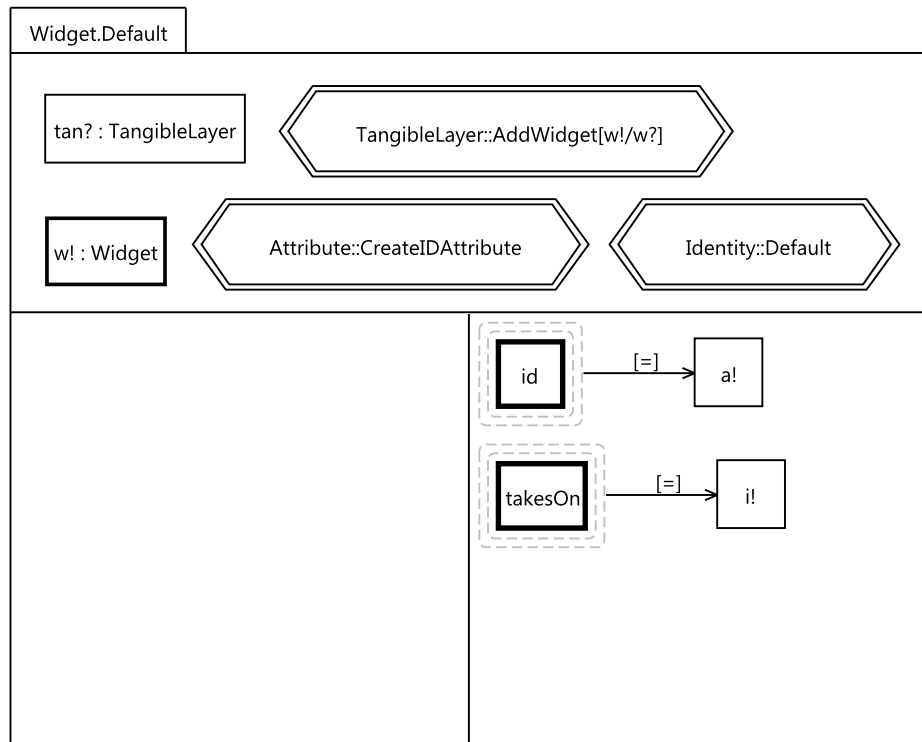 Widget.Default
tan? : TangibleLayer
TangibleLayer::AddWidget[w!/w?]
w! : Widget
Attribute::CreateIDAttribute
Identity::Default
id
[=]
a!
takesOn
[=]
i!